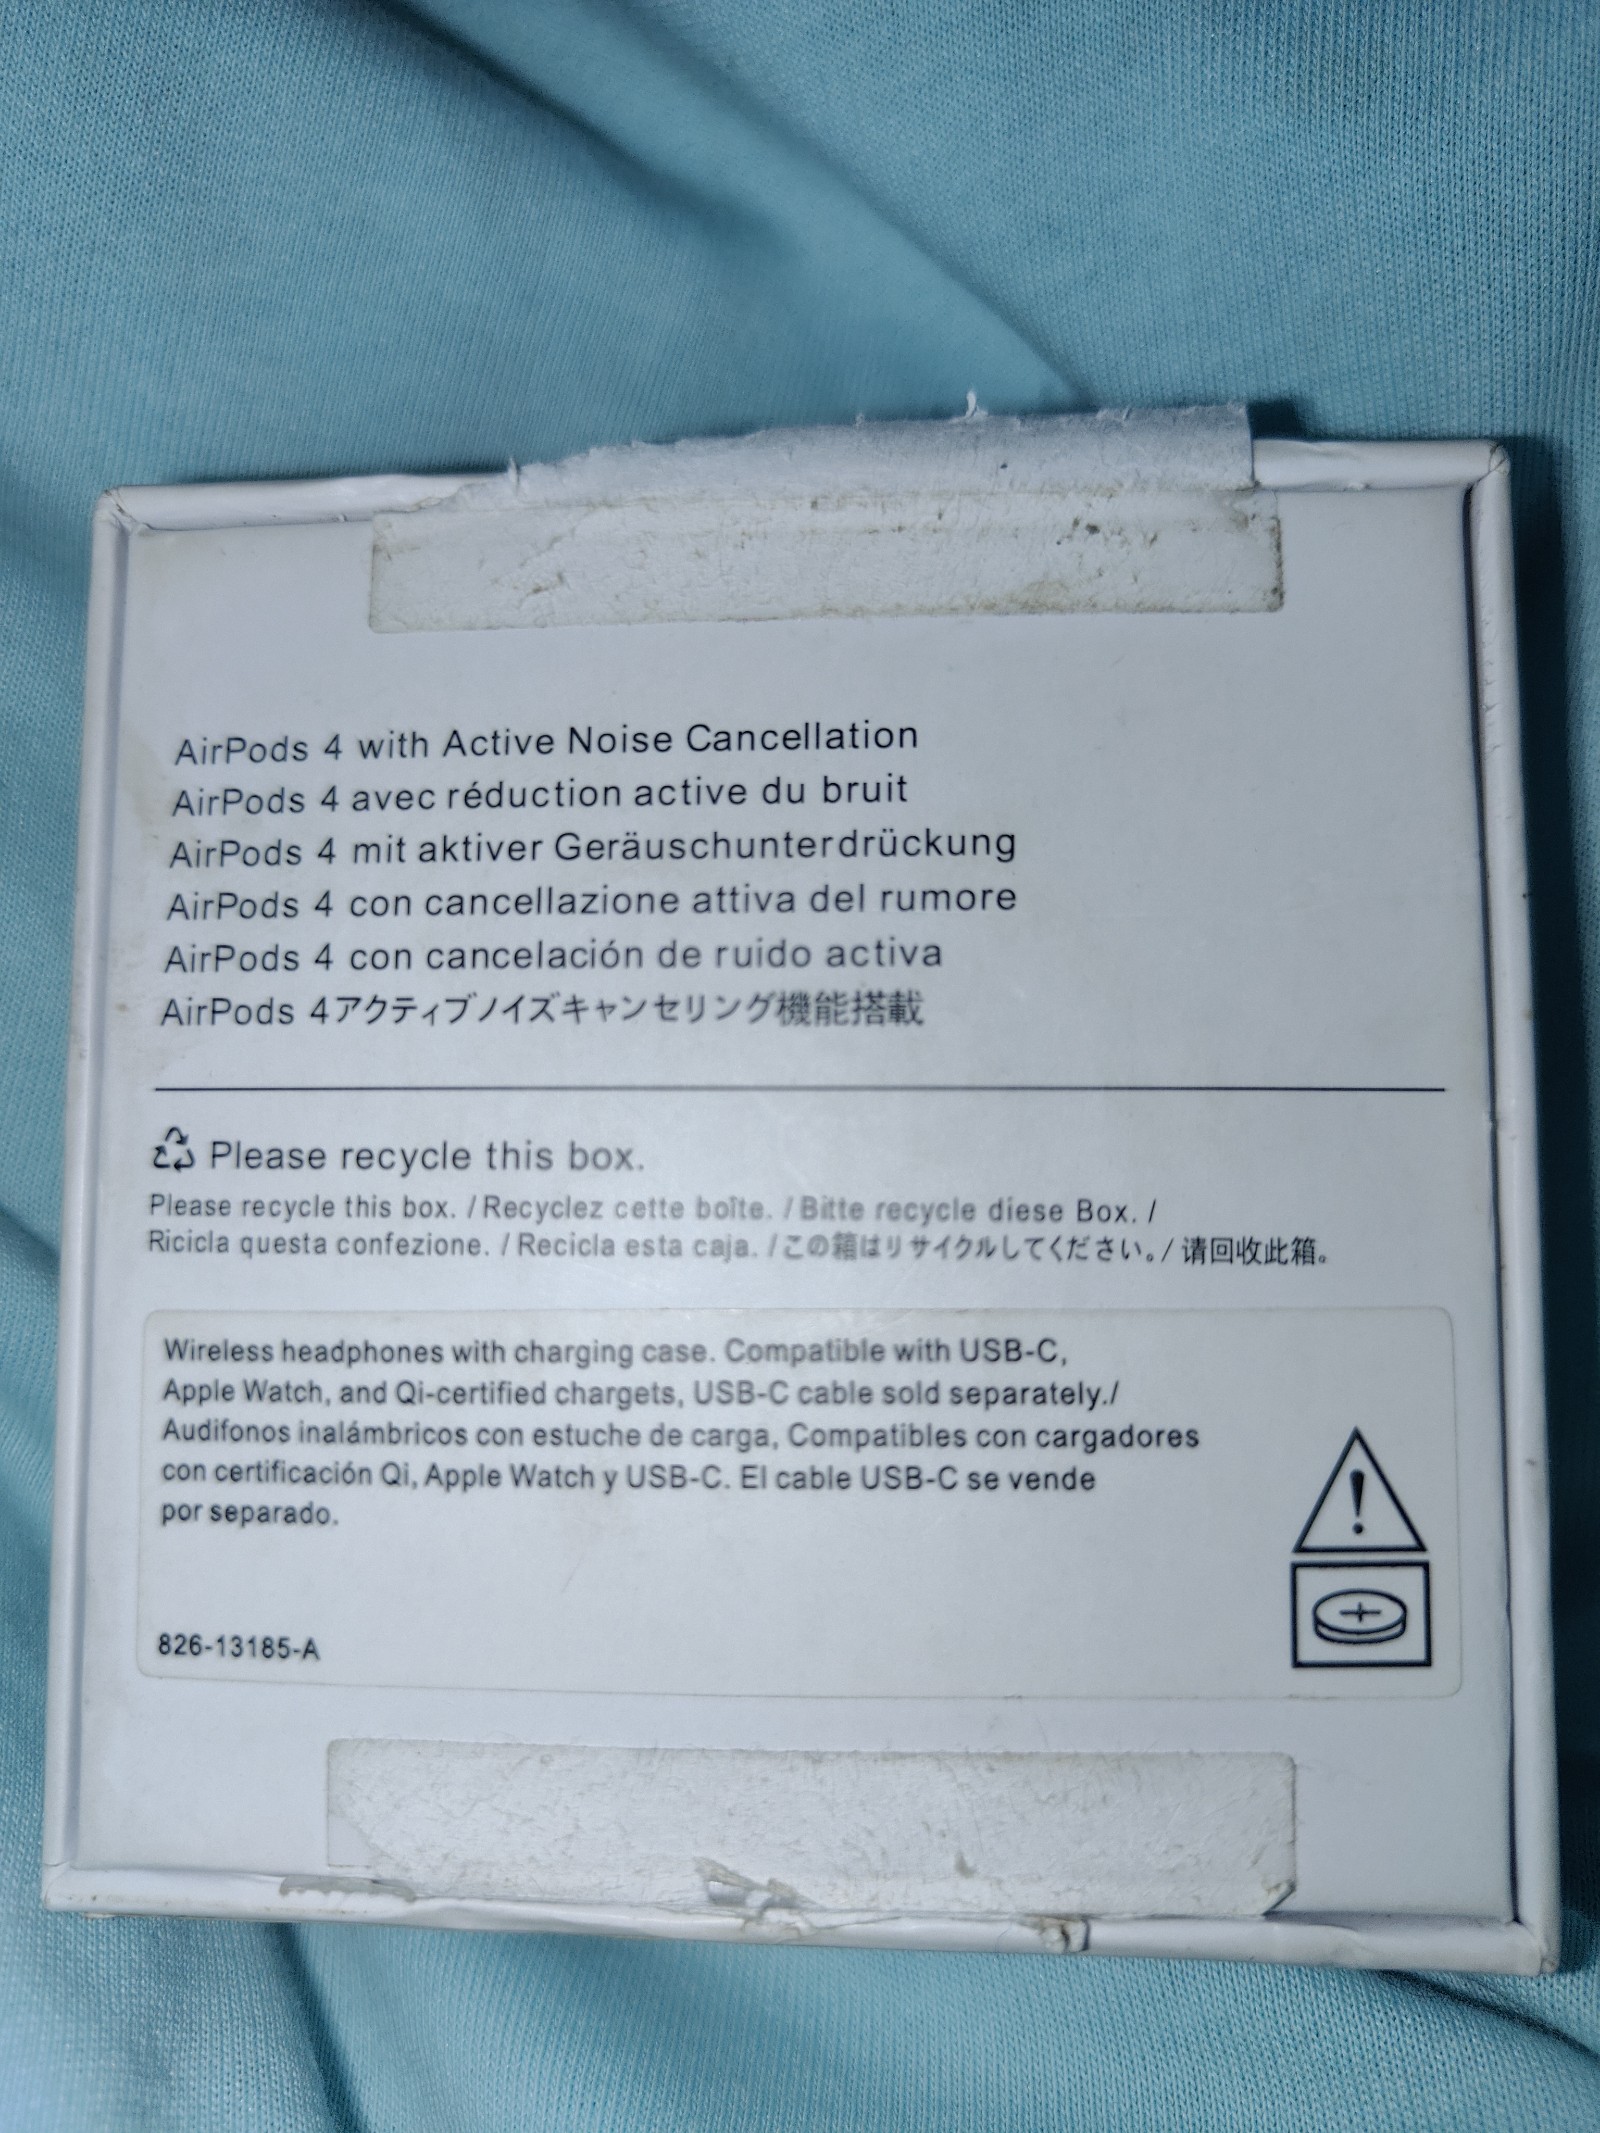 AirPods 4 with Active Noise Cancellation
AirPods 4 avec réduction active du bruit
AirPods 4 mit aktiver Geräuschunterdrückung
AirPods 4 con cancellazione attiva del rumore
AirPods 4 con cancelación de ruido activa
AirPods 4アクティブノイズキャンセリング機能搭載
Please recycle this box.
Please recycle this box. / Recyclez cette boîte. / Bitte recycle diese Box. /
Ricicla questa confezione. / Recicla esta caja. / この箱はリサイクルしてください。/ 请回收此箱。
Wireless headphones with charging case. Compatible with USB-C,
Apple Watch, and Qi-certified chargets, USB-C cable sold separately./
Audifonos inalámbricos con estuche de carga, Compatibles con cargadores
con certificación Qi, Apple Watch y USB-C. El cable USB-C se vende
por separado.
826-13185-A